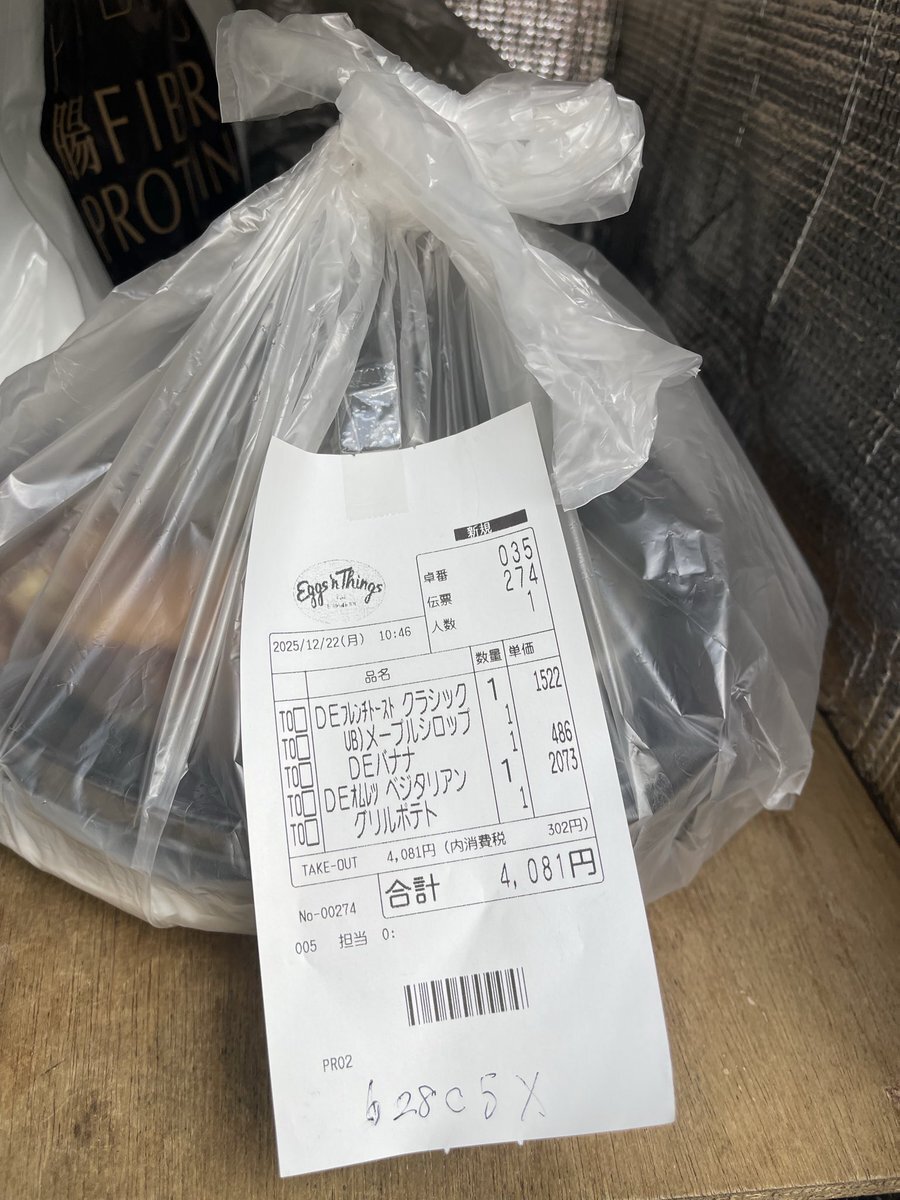 腸FIBR
PROTIN
新規
Eggs'n Things
卓番 035
伝票 274
人数 1
2025/12/22(月) 10:46
品名 数量 単価
TO□ DEフレンチトースト クラシック 1 1522
TO□ UB)メープルシロップ 1
TO□ DEバナナ 1 486
TO□ DEオムレツ ベジタリアン 1 2073
TO□ グリルポテト 1
TAKE-OUT 4,081円 (内消費税 302円)
合計 4,081円
No-00274
005 担当 0:
PR02
628C5X